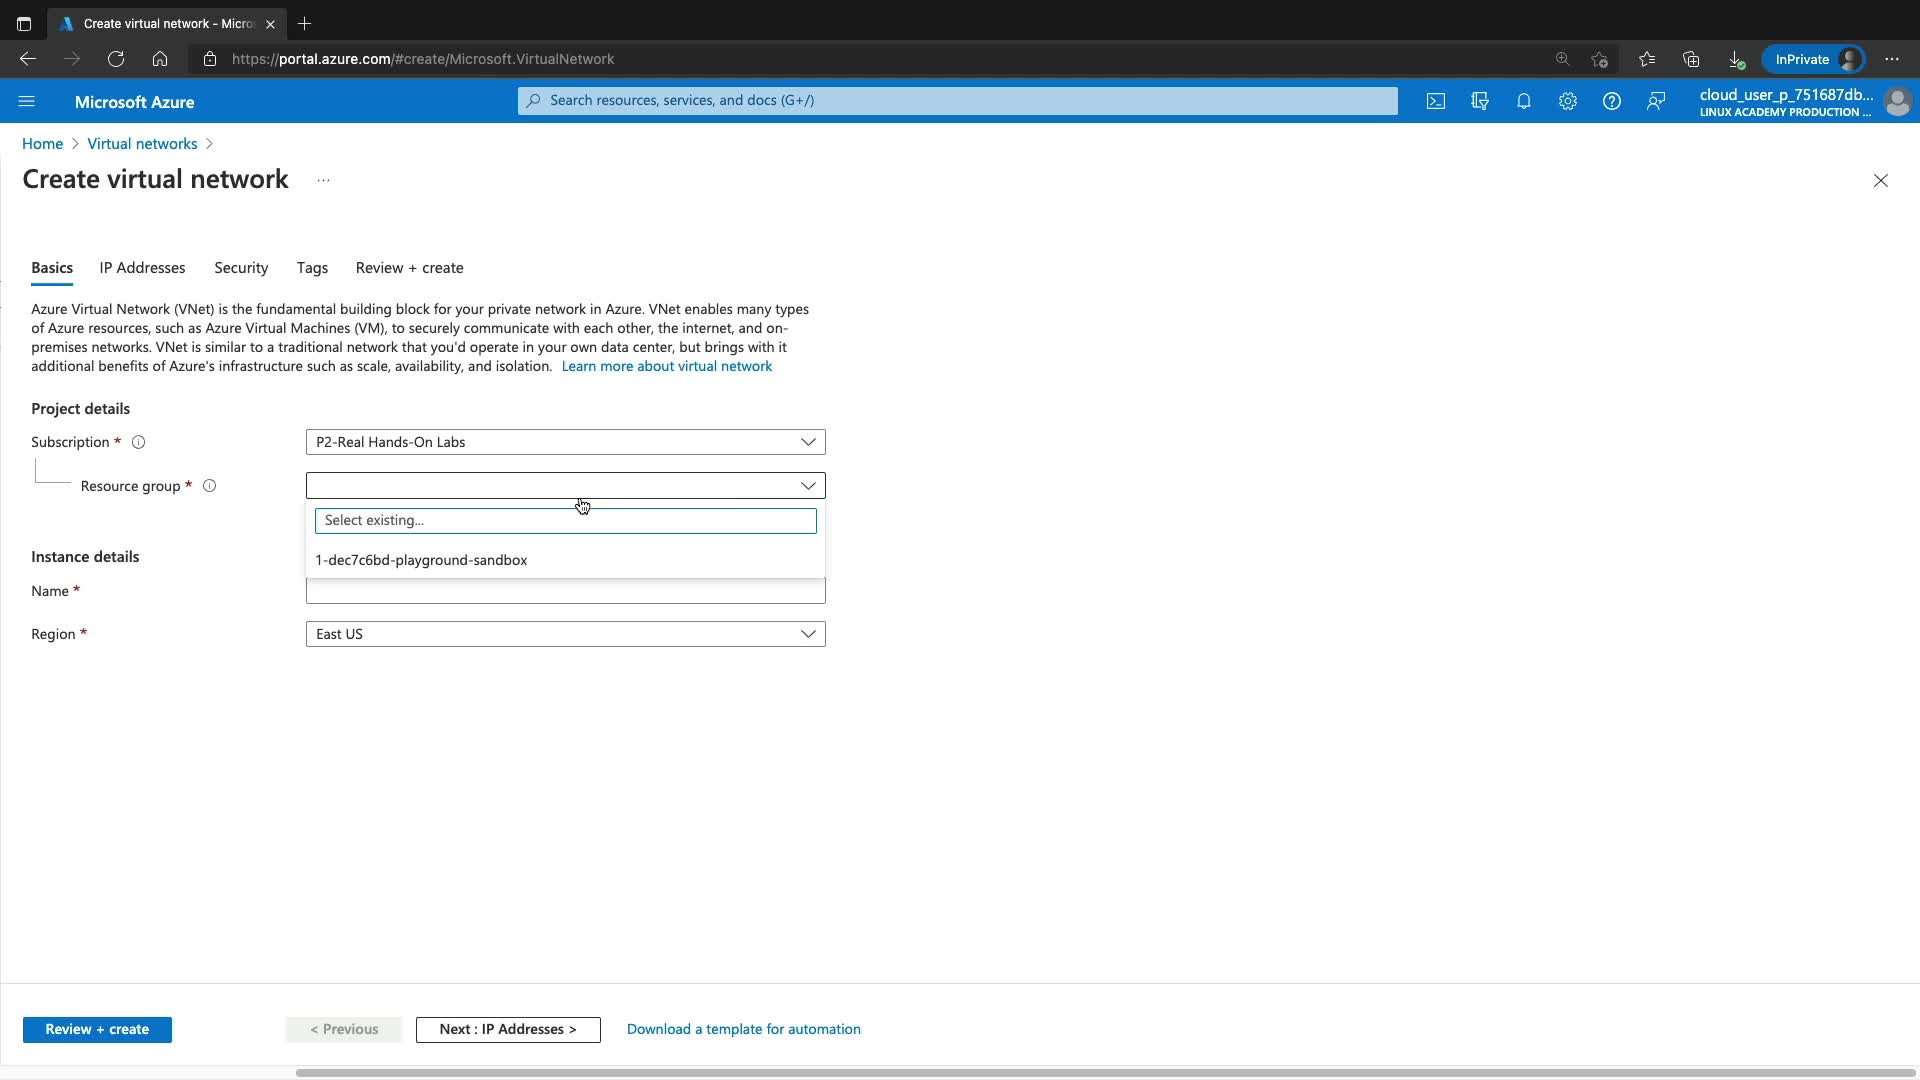 Create virtual network - Micro
https://portal.azure.com/#create/Microsoft.VirtualNetwork
InPrivate
Microsoft Azure
Search resources, services, and docs (G+/)
cloud_user_p_751687db...
LINUX ACADEMY PRODUCTION ...
Home > Virtual networks >
Create virtual network ...
Basics IP Addresses Security Tags Review + create
Azure Virtual Network (VNet) is the fundamental building block for your private network in Azure. VNet enables many types
of Azure resources, such as Azure Virtual Machines (VM), to securely communicate with each other, the internet, and on-
premises networks. VNet is similar to a traditional network that you'd operate in your own data center, but brings with it
additional benefits of Azure's infrastructure such as scale, availability, and isolation. Learn more about virtual network
Project details
Subscription * P2-Real Hands-On Labs
Resource group *
Select existing...
1-dec7c6bd-playground-sandbox
Instance details
Name *
Region * East US
Review + create < Previous Next : IP Addresses > Download a template for automation